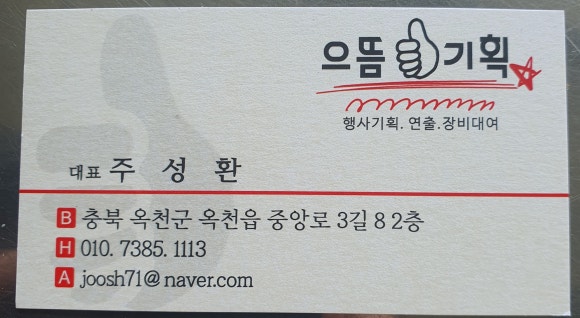 으뜸 기획
행사기획. 연출. 장비대여
대표 주 성 환
B 충북 옥천군 옥천읍 중앙로 3길 8 2층
H 010. 7385. 1113
A joosh71@naver.com